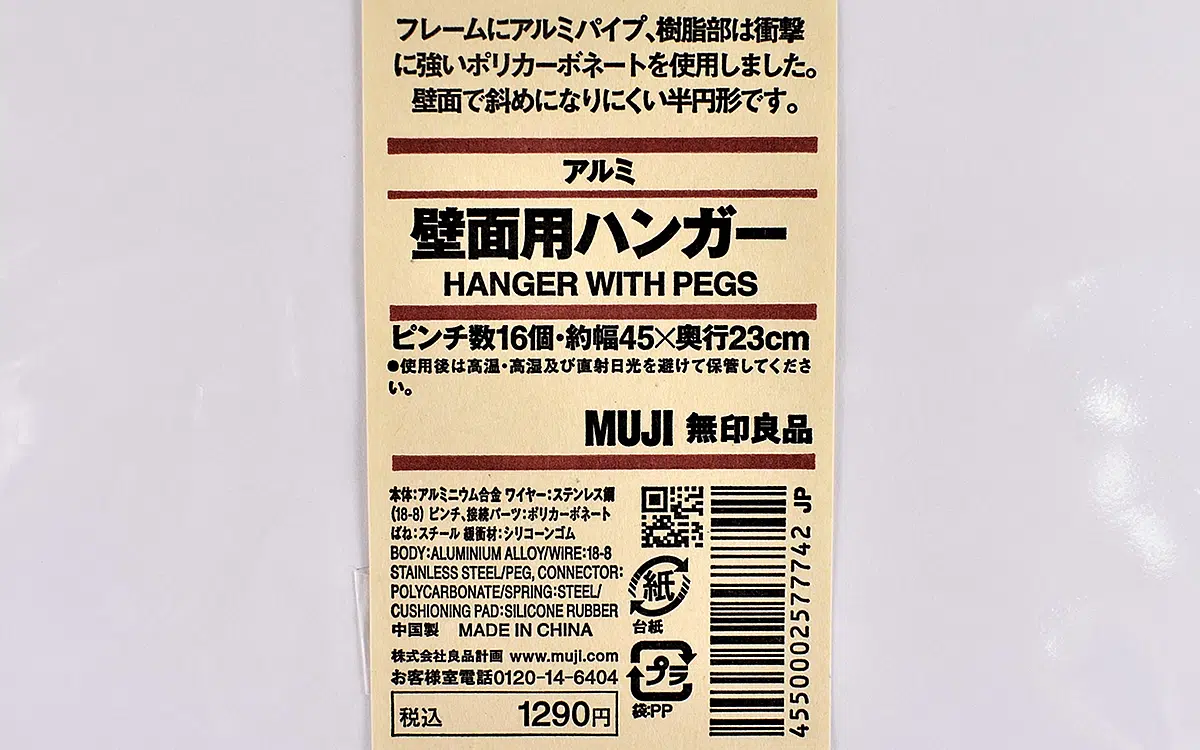 フレームにアルミパイプ、樹脂部は衝撃
に強いポリカーボネートを使用しました。
壁面で斜めになりにくい半円形です。
アルミ
壁面用ハンガー
HANGER WITH PEGS
ピンチ数16個・約幅45×奥行23cm
●使用後は高温・高湿及び直射日光を避けて保管してくださ
い。
MUJI 無印良品
本体:アルミニウム合金 ワイヤー:ステンレス鋼
(18-8) ピンチ、接続パーツ:ポリカーボネート
ばね:スチール 緩衝材:シリコーンゴム
BODY:ALUMINIUM ALLOY/WIRE:18-8
STAINLESS STEEL/PEG, CONNECTOR:
POLYCARBONATE/SPRING:STEEL/
CUSHIONING PAD:SILICONE RUBBER
中国製 MADE IN CHINA
株式会社良品計画 www.muji.com
お客様室電話0120-14-6404
税込 1290円
紙
台紙
プラ
袋:PP
4550002577742 JP